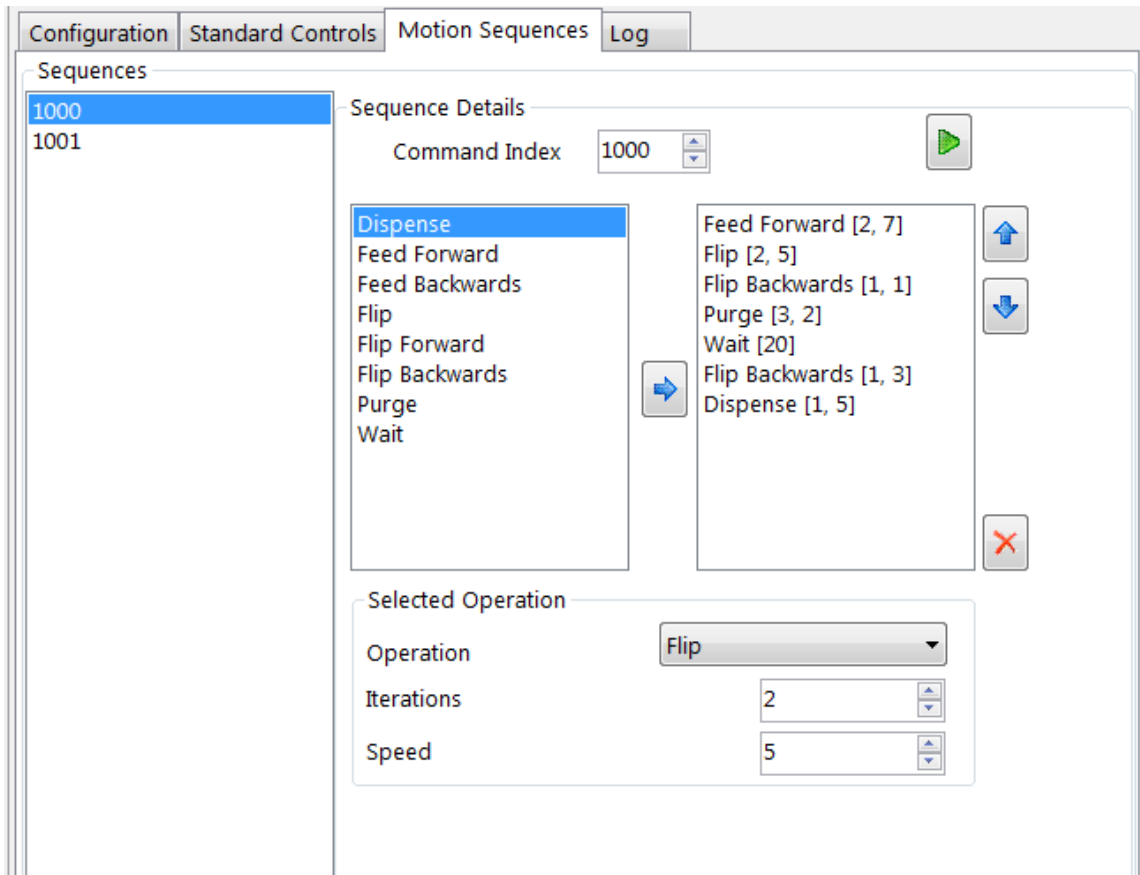 Configuration Standard Controls Motion Sequences Log
Sequences
1000
1001
Sequence Details
Command Index 1000
Dispense
Feed Forward
Feed Backwards
Flip
Flip Forward
Flip Backwards
Purge
Wait
Feed Forward [2, 7]
Flip [2, 5]
Flip Backwards [1, 1]
Purge [3, 2]
Wait [20]
Flip Backwards [1, 3]
Dispense [1, 5]
Selected Operation
Operation Flip
Iterations 2
Speed 5